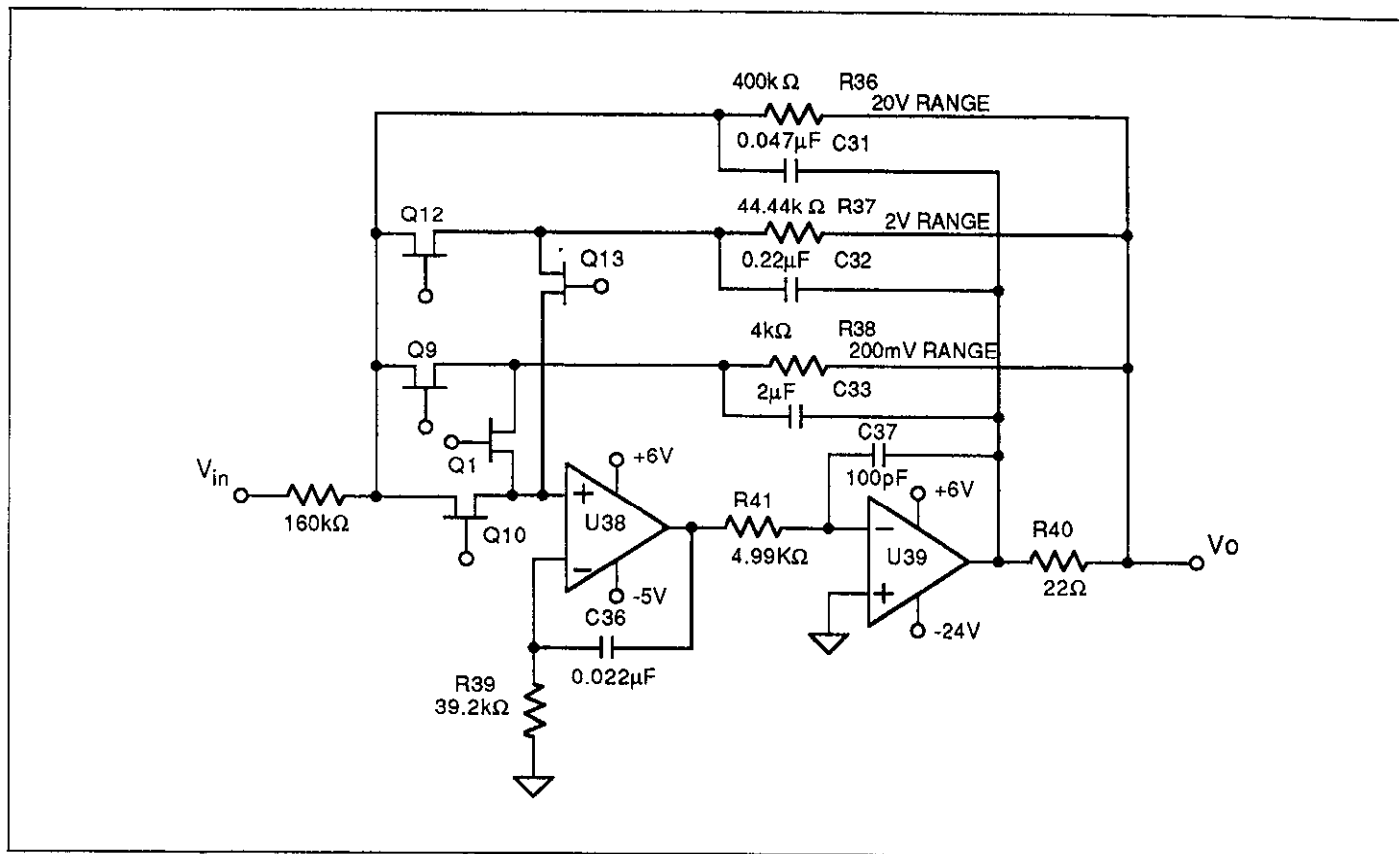 400kΩ R36
20V RANGE
0.047µF C31
Q12
44.44kΩ R37
2V RANGE
Q13
0.22µF C32
4kΩ R38
200mV RANGE
Q9
2µF C33
C37
Q1
+6V
100pF
Vin
R41
+6V
U38
R40
Vo
160kΩ
Q10
4.99KΩ
U39
-5V
22Ω
C36
-24V
0.022µF
R39
39.2kΩ